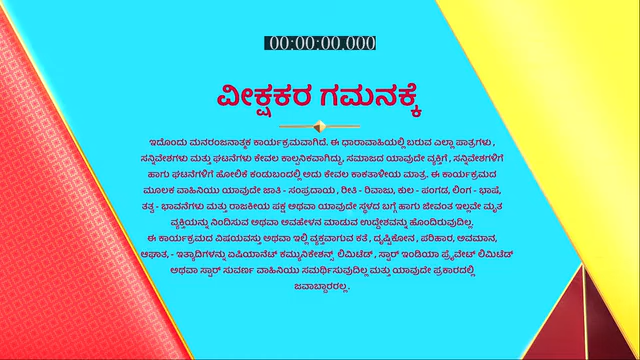 00:00:00.000
ವೀಕ್ಷಕರ ಗಮನಕ್ಕೆ
ಇದೊಂದು ಮನರಂಜನಾತ್ಮಕ ಕಾರ್ಯಕ್ರಮವಾಗಿದೆ. ಈ ಧಾರಾವಾಹಿಯಲ್ಲಿ ಬರುವ ಎಲ್ಲಾ ಪಾತ್ರಗಳು ,
ಸನ್ನಿವೇಶಗಳು ಮತ್ತು ಘಟನೆಗಳು ಕೇವಲ ಕಾಲ್ಪನಿಕವಾಗಿದ್ದು, ಸಮಾಜದ ಯಾವುದೇ ವ್ಯಕ್ತಿಗೆ , ಸನ್ನಿವೇಶಗಳಿಗೆ
ಹಾಗು ಘಟನೆಗಳಿಗೆ ಹೋಲಿಕೆ ಕಂಡುಬಂದಲ್ಲಿ ಅದು ಕೇವಲ ಕಾಕತಾಳೀಯ ಮಾತ್ರ. ಈ ಕಾರ್ಯಕ್ರಮದ
ಮೂಲಕ ವಾಹಿನಿಯು ಯಾವುದೇ ಜಾತಿ - ಸಂಪ್ರದಾಯ , ರೀತಿ - ರಿವಾಜು, ಕುಲ - ಪಂಗಡ, ಲಿಂಗ - ಭಾಷೆ,
ತತ್ವ - ಭಾವನೆಗಳು ಮತ್ತು ರಾಜಕೀಯ ಪಕ್ಷ ಅಥವಾ ಯಾವುದೇ ಸ್ಥಳದ ಬಗ್ಗೆ ಹಾಗು ಜೀವಂತ ಇಲ್ಲವೇ ಮೃತ
ವ್ಯಕ್ತಿಯನ್ನು ನಿಂದಿಸುವ ಅಥವಾ ಅವಹೇಳನ ಮಾಡುವ ಉದ್ದೇಶವನ್ನು ಹೊಂದಿರುವುದಿಲ್ಲ.
ಈ ಕಾರ್ಯಕ್ರಮದ ವಿಷಯವಸ್ತು ಅಥವಾ ಇಲ್ಲಿ ವ್ಯಕ್ತವಾಗುವ ಕತೆ , ದೃಷ್ಟಿಕೋನ , ಪರಿಹಾರ, ಅವಮಾನ,
ಆಘಾತ, - ಇತ್ಯಾದಿಗಳನ್ನು ಏಷಿಯಾನೆಟ್ ಕಮ್ಯುನಿಕೇಶನ್ಸ್ ಲಿಮಿಟೆಡ್ , ಸ್ಟಾರ್ ಇಂಡಿಯಾ ಪ್ರೈವೇಟ್ ಲಿಮಿಟೆಡ್
ಅಥವಾ ಸ್ಟಾರ್ ಸುವರ್ಣ ವಾಹಿನಿಯು ಸಮರ್ಥಿಸುವುದಿಲ್ಲ ಮತ್ತು ಯಾವುದೇ ಪ್ರಕಾರದಲ್ಲಿ
ಜವಾಬ್ದಾರರಲ್ಲ.